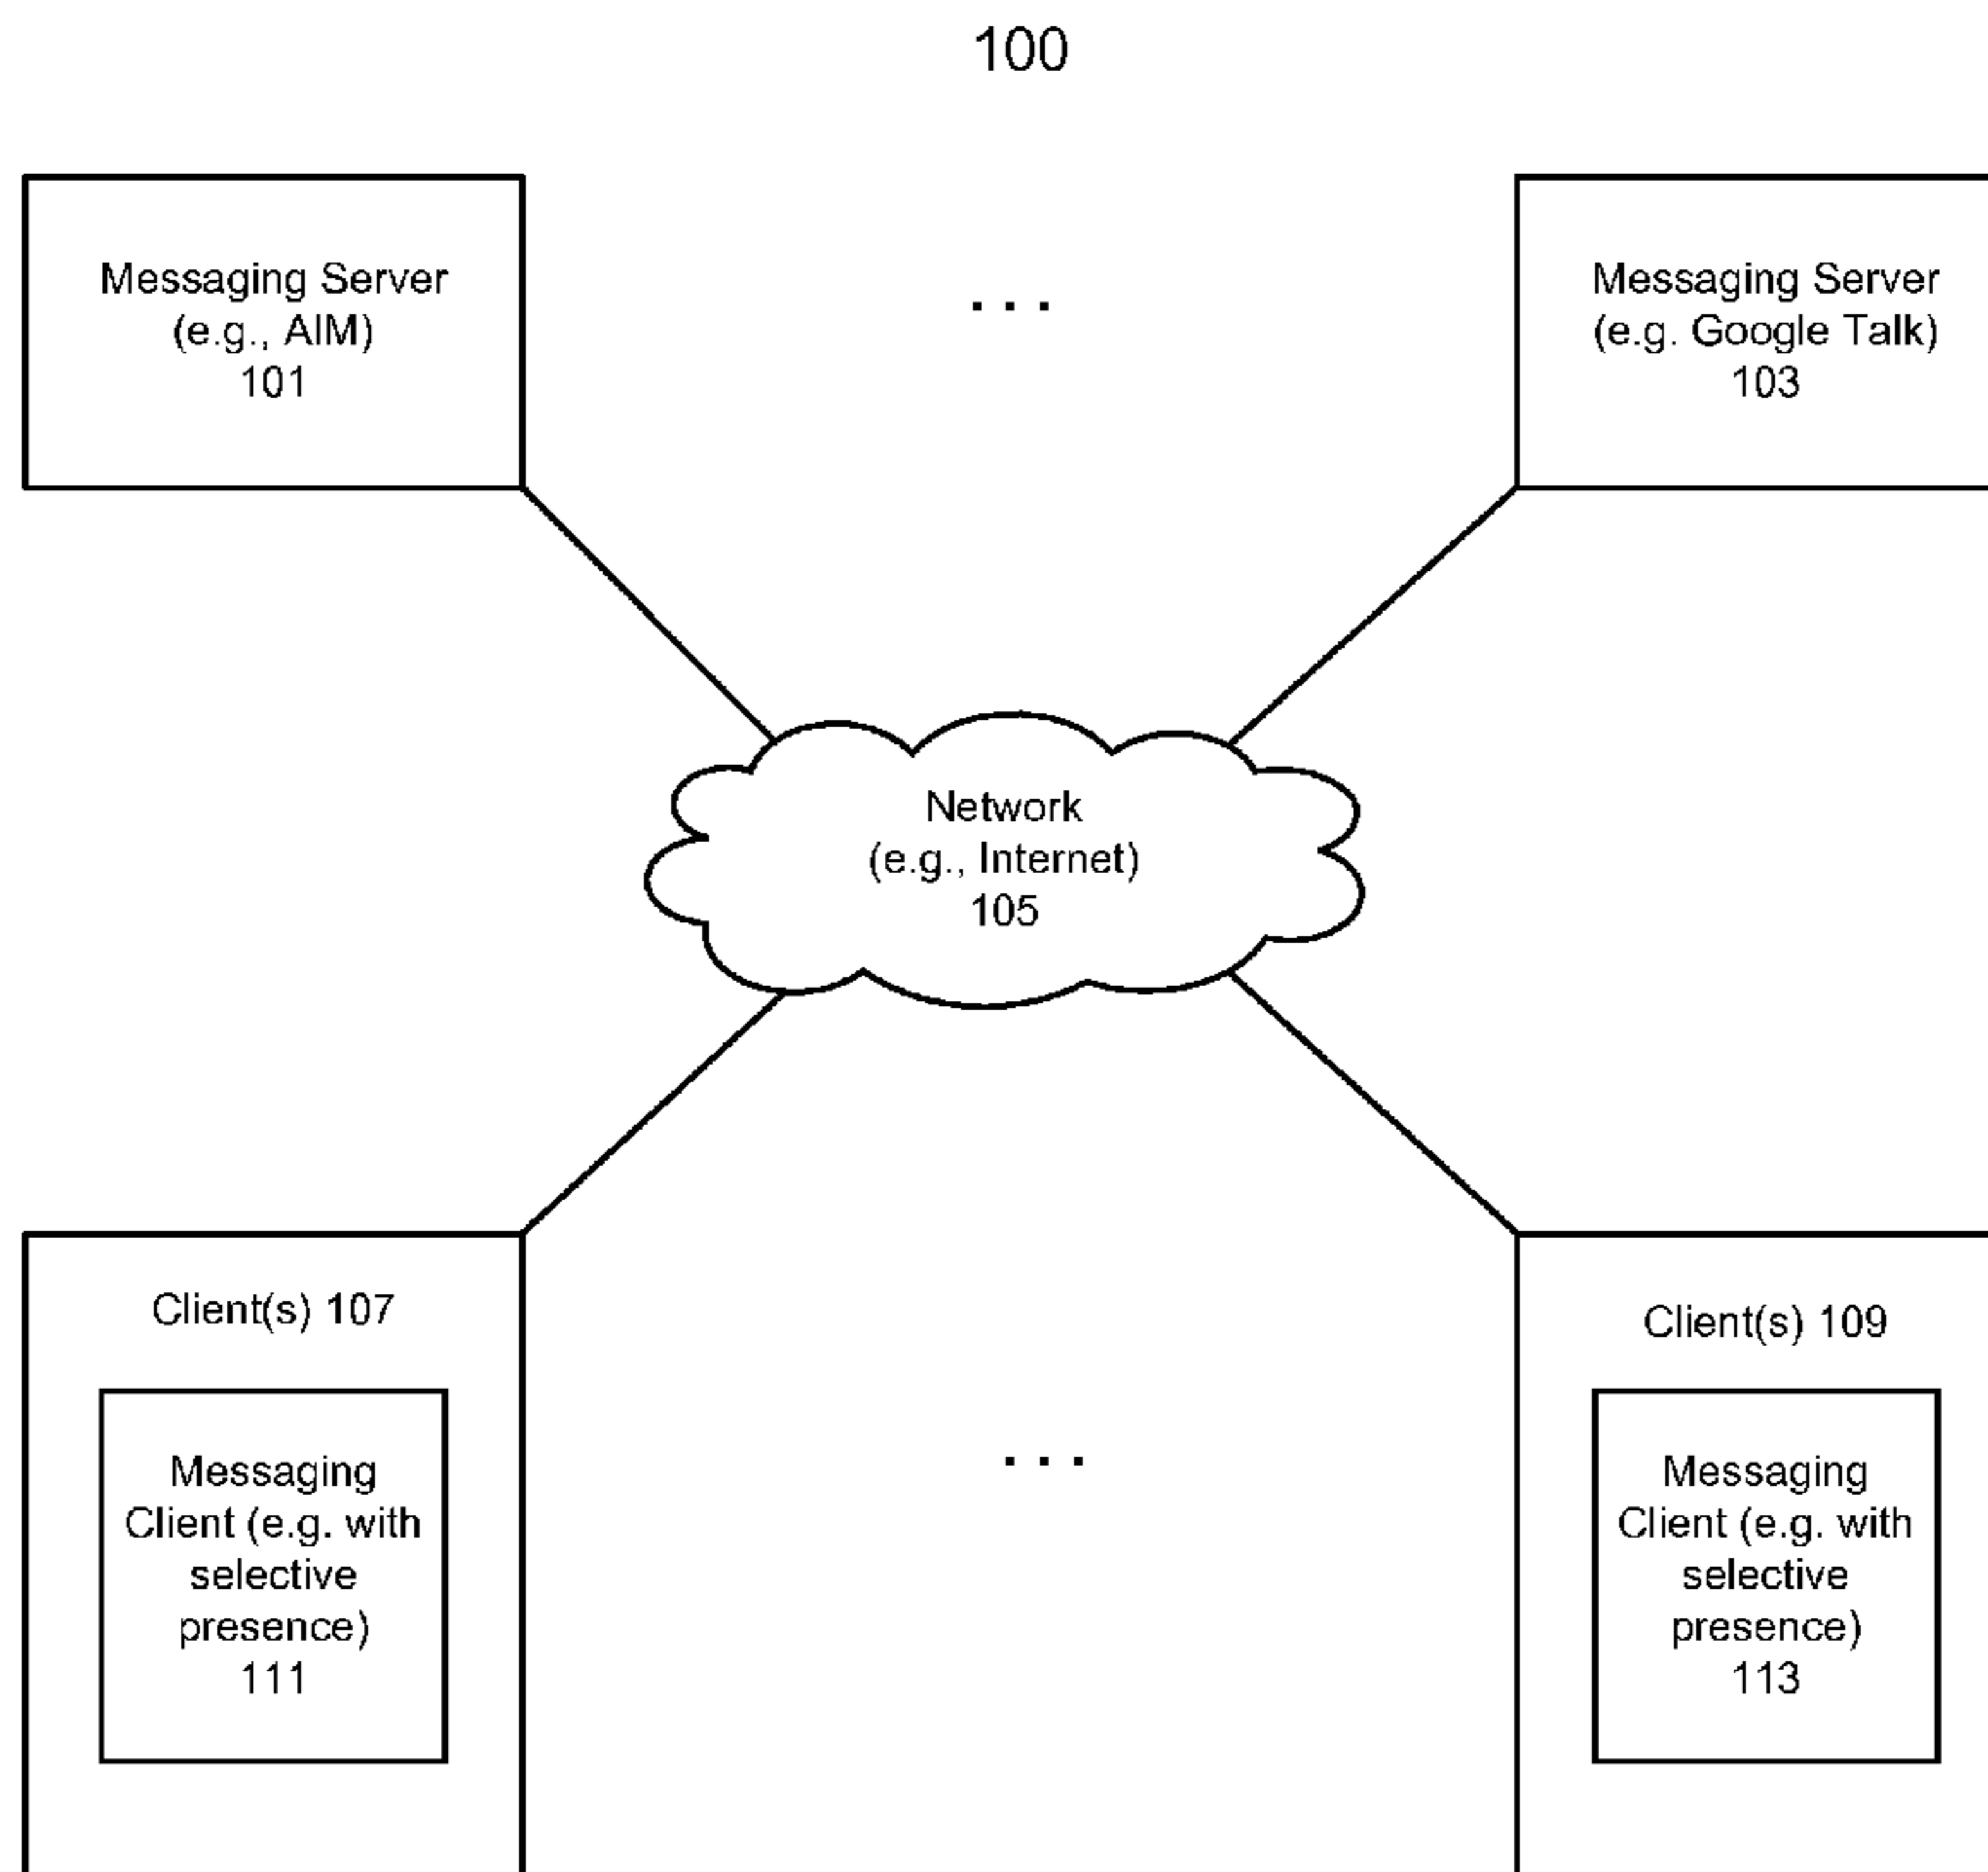 100
Messaging Server
(e.g., AIM)
101
. . .
Messaging Server
(e.g. Google Talk)
103
Network
(e.g., Internet)
105
Client(s) 107
Messaging
Client (e.g. with
selective
presence)
111
. . .
Client(s) 109
Messaging
Client (e.g. with
selective
presence)
113